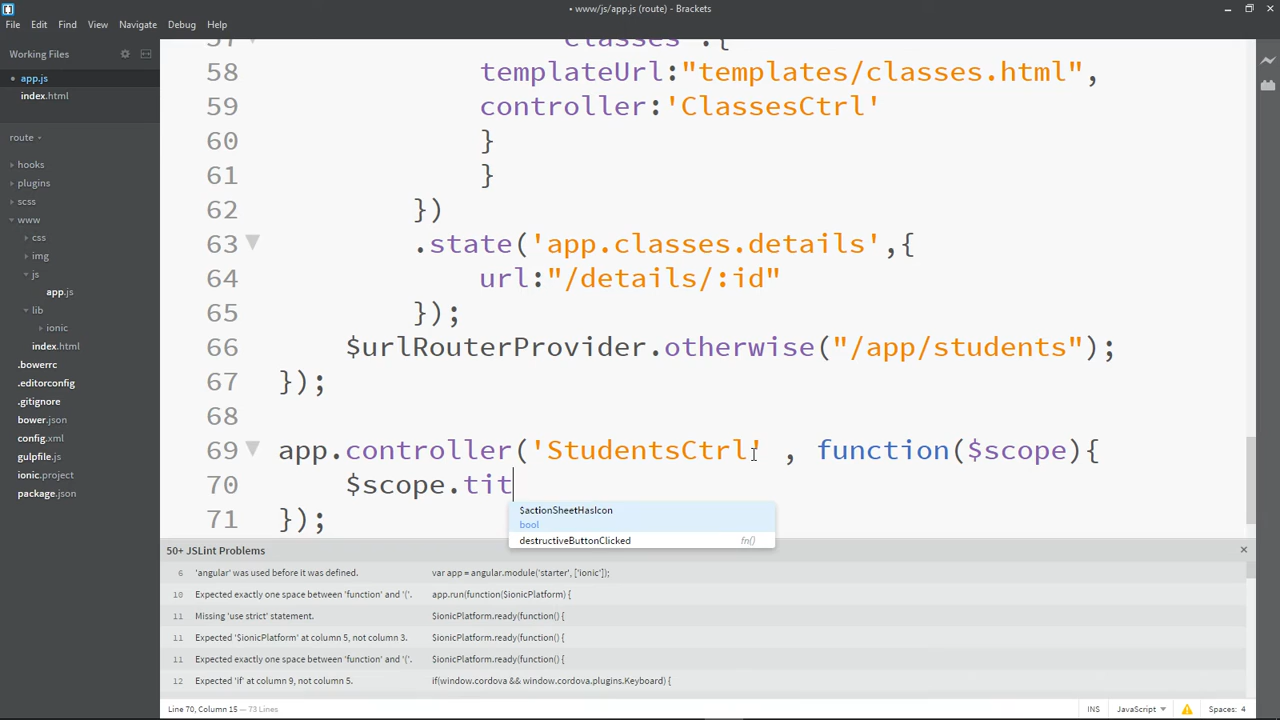 • www/js/app.js (route) - Brackets
File Edit Find View Navigate Debug Help
Working Files
• app.js
index.html
route
hooks
plugins
scss
www
css
img
js
app.js
lib
ionic
index.html
.bowerrc
.editorconfig
.gitignore
bower.json
config.xml
gulpfile.js
ionic.project
package.json
57 'classes':{
58 templateUrl:"templates/classes.html",
59 controller:'ClassesCtrl'
60 }
61 }
62 })
63 .state('app.classes.details',{
64 url:"/details/:id"
65 });
66 $urlRouterProvider.otherwise("/app/students");
67 });
68
69 app.controller('StudentsCtrl' , function($scope){
70 $scope.tit
71 });
$actionSheetHasIcon
bool
destructiveButtonClicked fn()
50+ JSLint Problems ×
6 'angular' was used before it was defined. var app = angular.module('starter', ['ionic']);
10 Expected exactly one space between 'function' and '('. app.run(function($ionicPlatform) {
11 Missing 'use strict' statement. $ionicPlatform.ready(function() {
11 Expected '$ionicPlatform' at column 5, not column 3. $ionicPlatform.ready(function() {
11 Expected exactly one space between 'function' and '('. $ionicPlatform.ready(function() {
12 Expected 'if' at column 9, not column 5. if(window.cordova && window.cordova.plugins.Keyboard) {
Line 70, Column 15 — 73 Lines INS JavaScript Spaces: 4